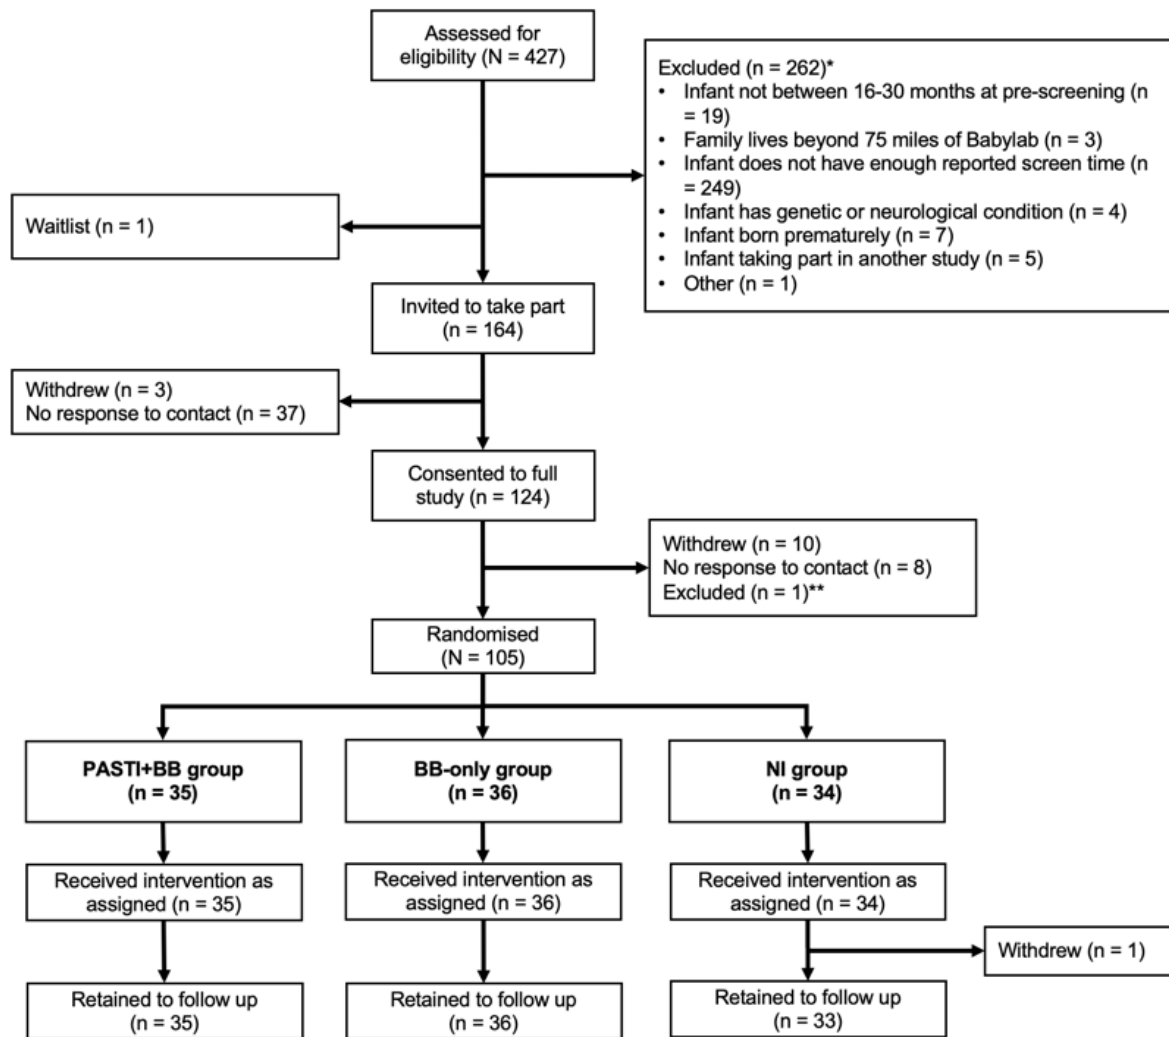 Assessed for
eligibility (N = 427)
Excluded (n = 262)*
• Infant not between 16-30 months at pre-screening (n
= 19)
• Family lives beyond 75 miles of Babylab (n = 3)
• Infant does not have enough reported screen time (n
= 249)
• Infant has genetic or neurological condition (n = 4)
• Infant born prematurely (n = 7)
• Infant taking part in another study (n = 5)
• Other (n = 1)
Waitlist (n = 1)
Invited to take part
(n = 164)
Withdrew (n = 3)
No response to contact (n = 37)
Consented to full
study (n = 124)
Withdrew (n = 10)
No response to contact (n = 8)
Excluded (n = 1)**
Randomised
(N = 105)
PASTI+BB group
(n = 35)
BB-only group
(n = 36)
NI group
(n = 34)
Received intervention as
assigned (n = 35)
Received intervention as
assigned (n = 36)
Received intervention as
assigned (n = 34)
Withdrew (n = 1)
Retained to follow up
(n = 35)
Retained to follow up
(n = 36)
Retained to follow up
(n = 33)